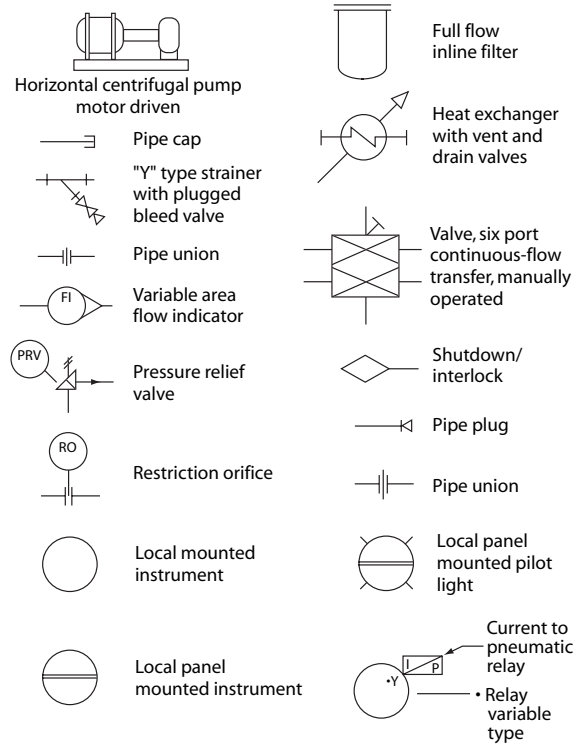 Horizontal centrifugal pump
motor driven
Pipe cap
"Y" type strainer
with plugged
bleed valve
Pipe union
FI
Variable area
flow indicator
PRV
Pressure relief
valve
RO
Restriction orifice
Local mounted
instrument
Local panel
mounted instrument
Full flow
inline filter
Heat exchanger
with vent and
drain valves
Valve, six port
continuous-flow
transfer, manually
operated
Shutdown/
interlock
Pipe plug
Pipe union
Local panel
mounted pilot
light
Current to
pneumatic
relay
I
P
•Y
• Relay
variable
type